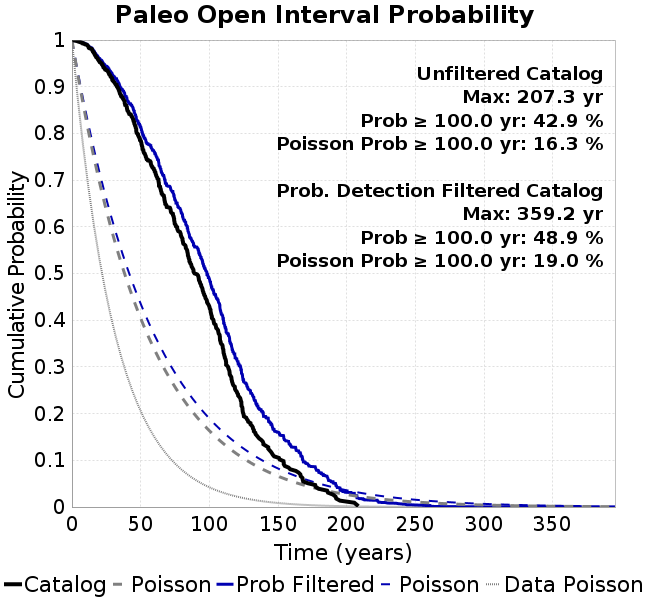 Paleo Open Interval Probability
Unfiltered Catalog
Max: 207.3 yr
Prob ≥ 100.0 yr: 42.9 %
Poisson Prob ≥ 100.0 yr: 16.3 %
Prob. Detection Filtered Catalog
Max: 359.2 yr
Prob ≥ 100.0 yr: 48.9 %
Poisson Prob ≥ 100.0 yr: 19.0 %
Cumulative Probability
1
0.9
0.8
0.7
0.6
0.5
0.4
0.3
0.2
0.1
0
0 50 100 150 200 250 300 350
Time (years)
Catalog Poisson Prob Filtered Poisson Data Poisson